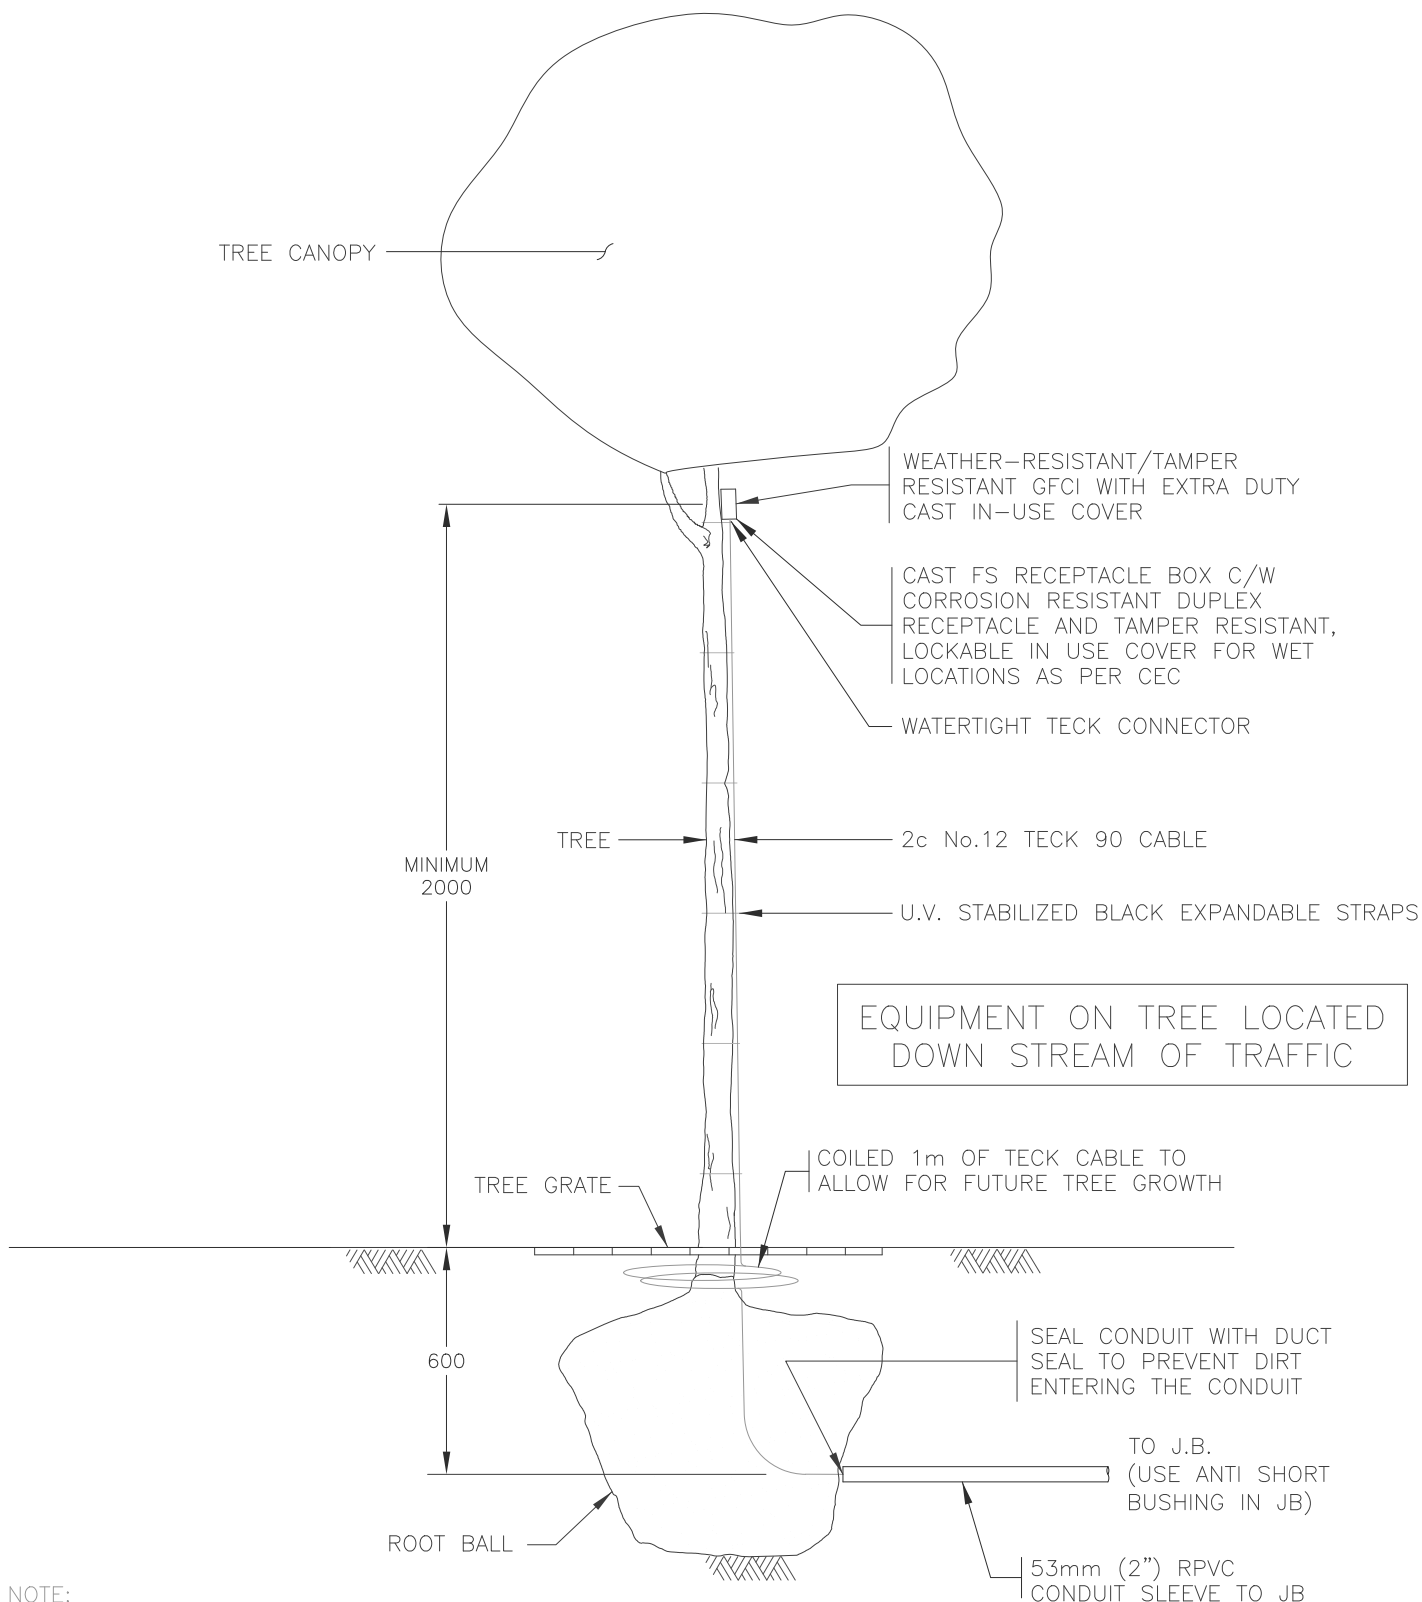 TREE CANOPY
WEATHER-RESISTANT/TAMPER
RESISTANT GFCI WITH EXTRA DUTY
CAST IN-USE COVER
CAST FS RECEPTACLE BOX C/W
CORROSION RESISTANT DUPLEX
RECEPTACLE AND TAMPER RESISTANT,
LOCKABLE IN USE COVER FOR WET
LOCATIONS AS PER CEC
WATERTIGHT TECK CONNECTOR
TREE
2c No.12 TECK 90 CABLE
MINIMUM
2000
U.V. STABILIZED BLACK EXPANDABLE STRAPS
EQUIPMENT ON TREE LOCATED
DOWN STREAM OF TRAFFIC
COILED 1m OF TECK CABLE TO
ALLOW FOR FUTURE TREE GROWTH
TREE GRATE
600
SEAL CONDUIT WITH DUCT
SEAL TO PREVENT DIRT
ENTERING THE CONDUIT
TO J.B.
(USE ANTI SHORT
BUSHING IN JB)
ROOT BALL
53mm (2") RPVC
CONDUIT SLEEVE TO JB
NOTE: